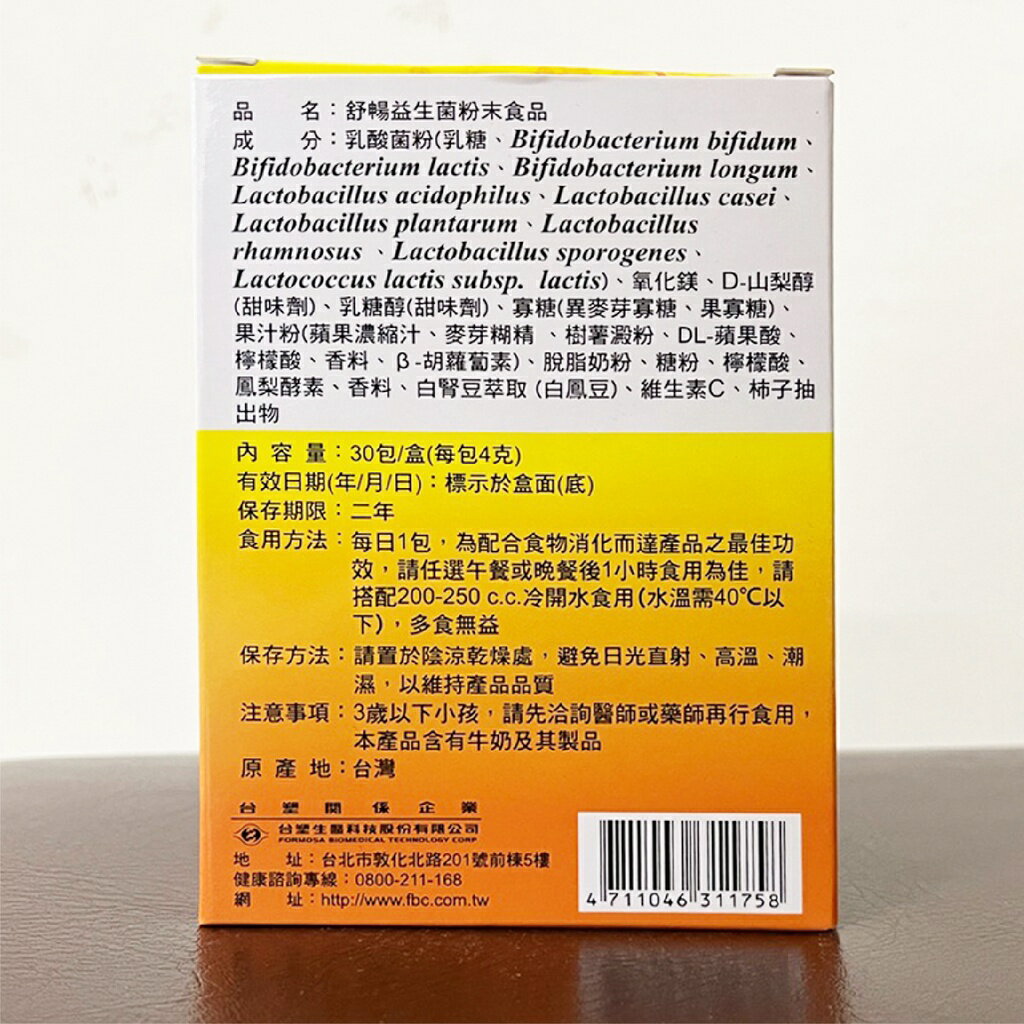 品　　名：舒暢益生菌粉末食品
成　　分：乳酸菌粉(乳糖、Bifidobacterium bifidum、
Bifidobacterium lactis、Bifidobacterium longum、
Lactobacillus acidophilus、Lactobacillus casei、
Lactobacillus plantarum、Lactobacillus
rhamnosus、Lactobacillus sporogenes、
Lactococcus lactis subsp. lactis)、氧化鎂、D-山梨醇
(甜味劑)、乳糖醇(甜味劑)、寡糖(異麥芽寡糖、果寡糖)、
果汁粉(蘋果濃縮汁、麥芽糊精、樹薯澱粉、DL-蘋果酸、
檸檬酸、香料、β-胡蘿蔔素)、脫脂奶粉、糖粉、檸檬酸、
鳳梨酵素、香料、白腎豆萃取(白鳳豆)、維生素C、柿子抽
出物
內容量：30包/盒(每包4克)
有效日期(年/月/日)：標示於盒面(底)
保存期限：二年
食用方法：每日1包，為配合食物消化而達產品之最佳功
效，請任選午餐或晚餐後1小時食用為佳，請
搭配200-250 c.c.冷開水食用(水溫需40℃以
下)，多食無益
保存方法：請置於陰涼乾燥處，避免日光直射、高溫、潮
濕，以維持產品品質
注意事項：3歲以下小孩，請先洽詢醫師或藥師再行食用，
本產品含有牛奶及其製品
原產地：台灣
台塑關係企業
台塑生醫科技股份有限公司
FORMOSA BIOMEDICAL TECHNOLOGY CORP
地　　址：台北市敦化北路201號前棟5樓
健康諮詢專線：0800-211-168
網　　址：http://www.fbc.com.tw
4 711046 311758